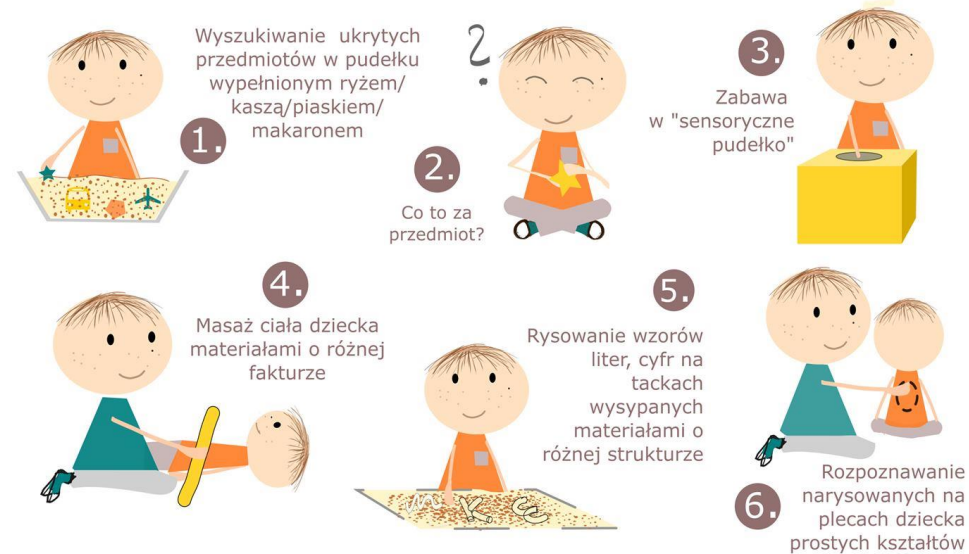 1.
Wyszukiwanie ukrytych
przedmiotów w pudełku
wypełnionym ryżem/
kaszą/piaskiem/
makaronem
?
2.
Co to za
przedmiot?
3.
Zabawa
w "sensoryczne
pudełko"
4.
Masaż ciała dziecka
materiałami o różnej
fakturze
5.
Rysowanie wzorów
liter, cyfr na
tackach
wysypanych
materiałami o
różnej strukturze
6.
Rozpoznawanie
narysowanych na
plecach dziecka
prostych kształtów